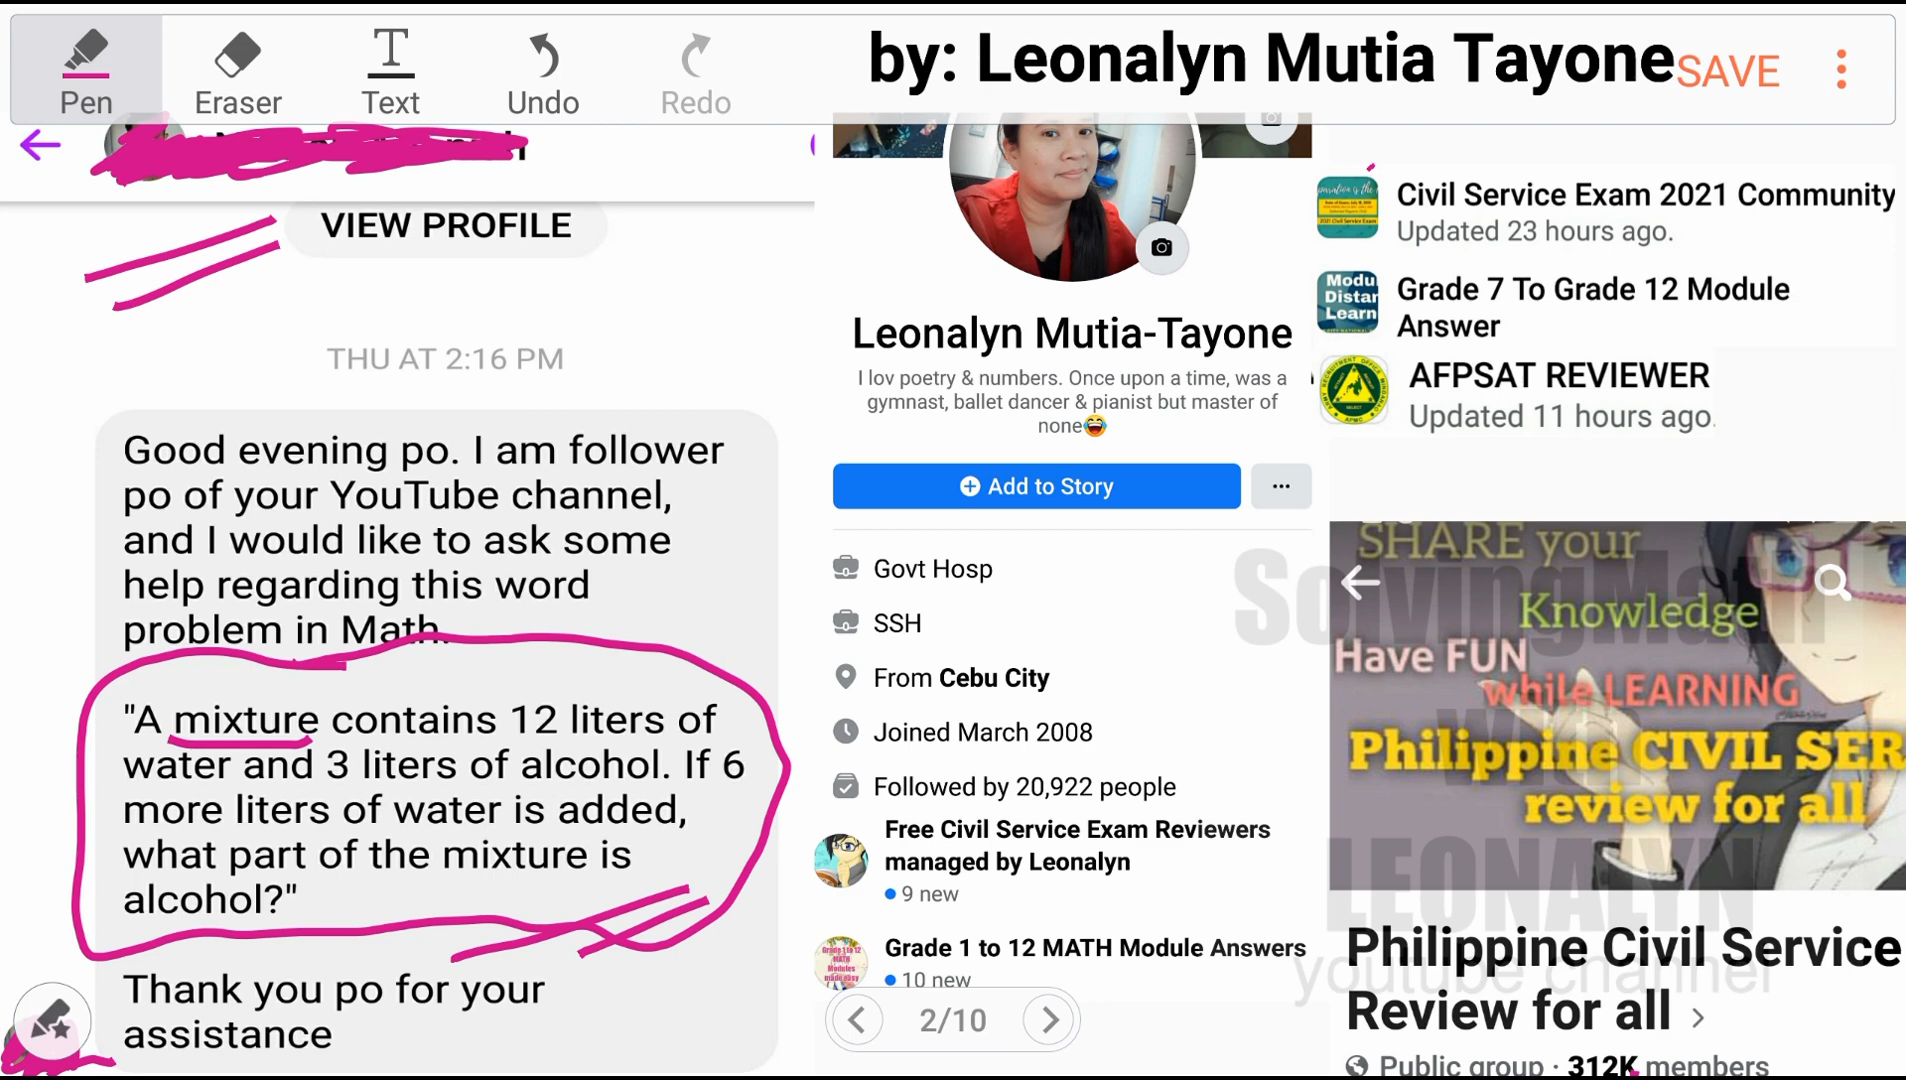 Pen
Eraser
Text
Undo
Redo
by: Leonalyn Mutia Tayone
SAVE
VIEW PROFILE
THU AT 2:16 PM
Good evening po. I am follower
po of your YouTube channel,
and I would like to ask some
help regarding this word
problem in Math.
"A mixture contains 12 liters of
water and 3 liters of alcohol. If 6
more liters of water is added,
what part of the mixture is
alcohol?"
Thank you po for your
assistance
Leonalyn Mutia-Tayone
I lov poetry & numbers. Once upon a time, was a
gymnast, ballet dancer & pianist but master of
none😂
Add to Story
Govt Hosp
SSH
From Cebu City
Joined March 2008
Followed by 20,922 people
Free Civil Service Exam Reviewers
managed by Leonalyn
9 new
Grade 1 to 12 MATH Module Answers
10 new
2/10
Civil Service Exam 2021 Community
Updated 23 hours ago.
Modu
Distar
Learn
Grade 7 To Grade 12 Module
Answer
AFPSAT REVIEWER
Updated 11 hours ago.
SHARE your
Knowledge
Have FUN
while LEARNING
Philippine CIVIL SER
review for all
SolvingMath
with
LEONALYN
youtube channel
Philippine Civil Service
Review for all
Public group · 312K members